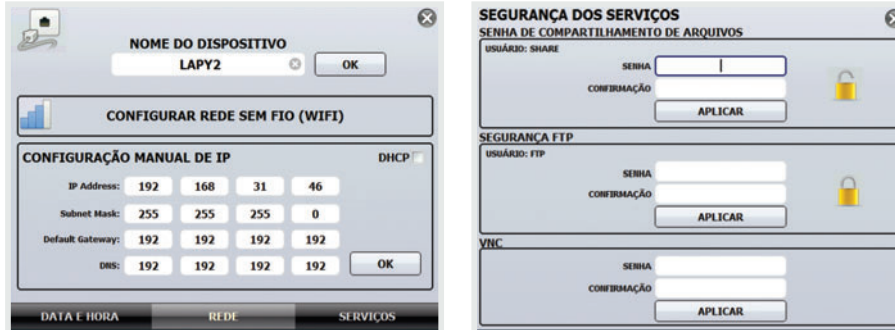 NOME DO DISPOSITIVO
LAPY2 OK
CONFIGURAR REDE SEM FIO (WIFI)
CONFIGURAÇÃO MANUAL DE IP DHCP
IP Address: 192 168 31 46
Subnet Mask: 255 255 255 0
Default Gateway: 192 192 192 192
DNS: 192 192 192 192 OK
DATA E HORA REDE SERVIÇOS
SEGURANÇA DOS SERVIÇOS
SENHA DE COMPARTILHAMENTO DE ARQUIVOS
USUÁRIO: SHARE
SENHA
CONFIRMAÇÃO
APLICAR
SEGURANÇA FTP
USUÁRIO: FTP
SENHA
CONFIRMAÇÃO
APLICAR
VNC
SENHA
CONFIRMAÇÃO
APLICAR